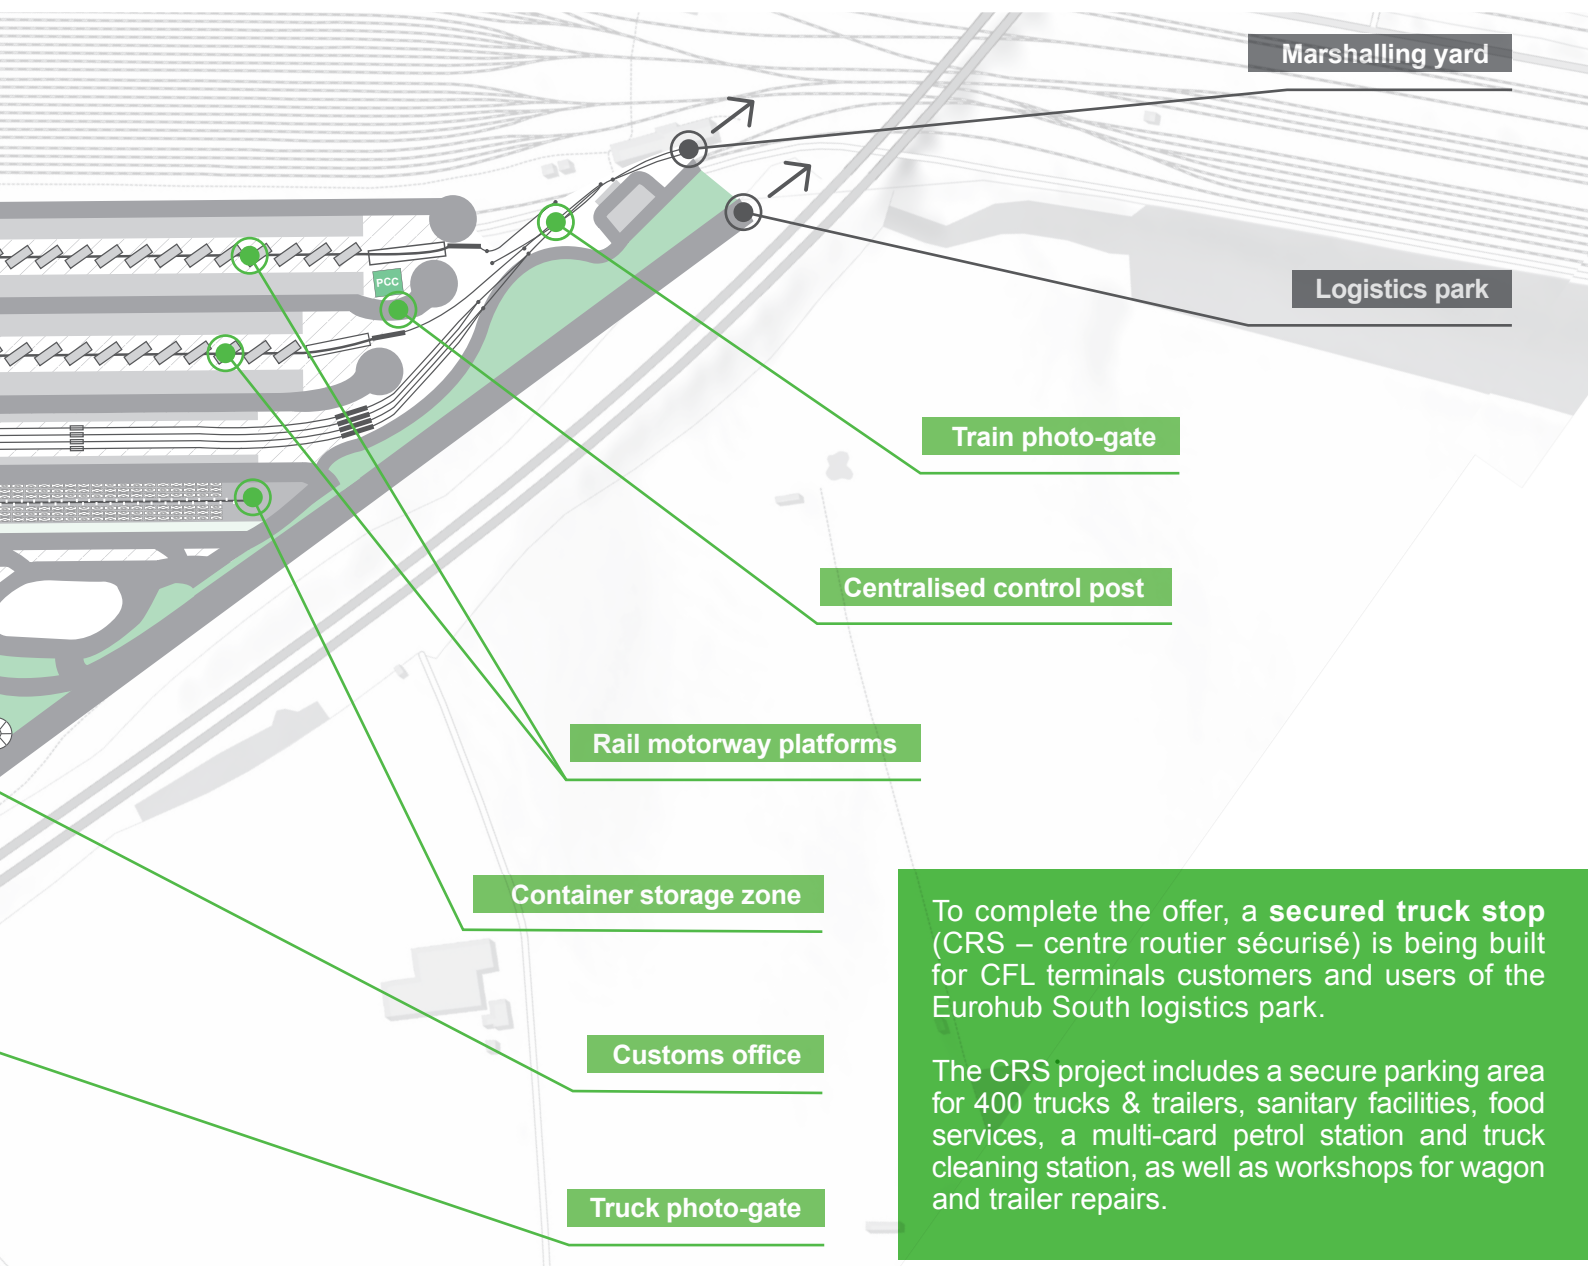 Marshalling yard
Logistics park
PCC
Train photo-gate
Centralised control post
Rail motorway platforms
Container storage zone
Customs office
Truck photo-gate
To complete the offer, a secured truck stop
(CRS – centre routier sécurisé) is being built
for CFL terminals customers and users of the
Eurohub South logistics park.
The CRS project includes a secure parking area
for 400 trucks & trailers, sanitary facilities, food
services, a multi-card petrol station and truck
cleaning station, as well as workshops for wagon
and trailer repairs.